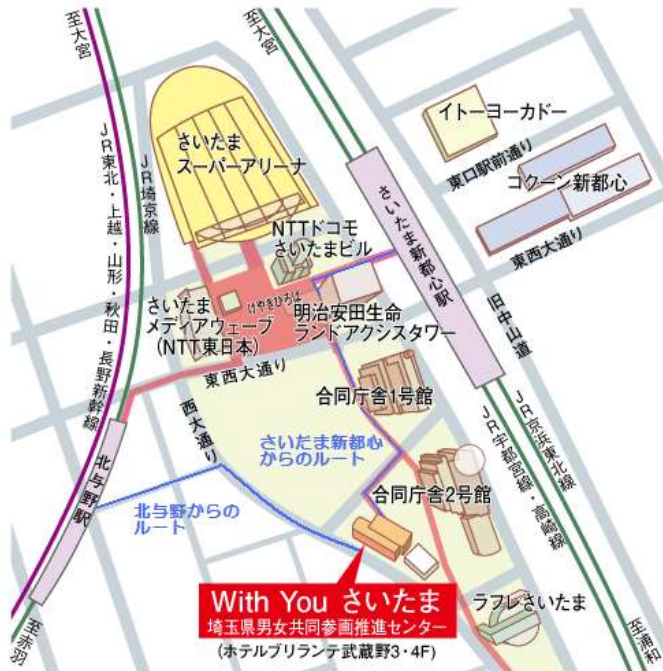 至大宮
至大宮
イトーヨーカドー
さいたま
スーパーアリーナ
東口駅前通り
コクーン新都心
JR東北・上越・山形・秋田・長野新幹線
JR埼京線
さいたま新都心駅
NTTドコモ
さいたまビル
東西大通り
けやきひろば
さいたま
メディアウェーブ
(NTT東日本)
明治安田生命
ランドアクシスタワー
旧中山道
東西大通り
合同庁舎1号館
西大通り
さいたま新都心
からのルート
JR京浜東北線
JR宇都宮線・高崎線
北与野駅
合同庁舎2号館
北与野からの
ルート
With You さいたま
埼玉県男女共同参画推進センター
(ホテルブリランテ武蔵野3・4F)
ラフレさいたま
至赤羽
至浦和